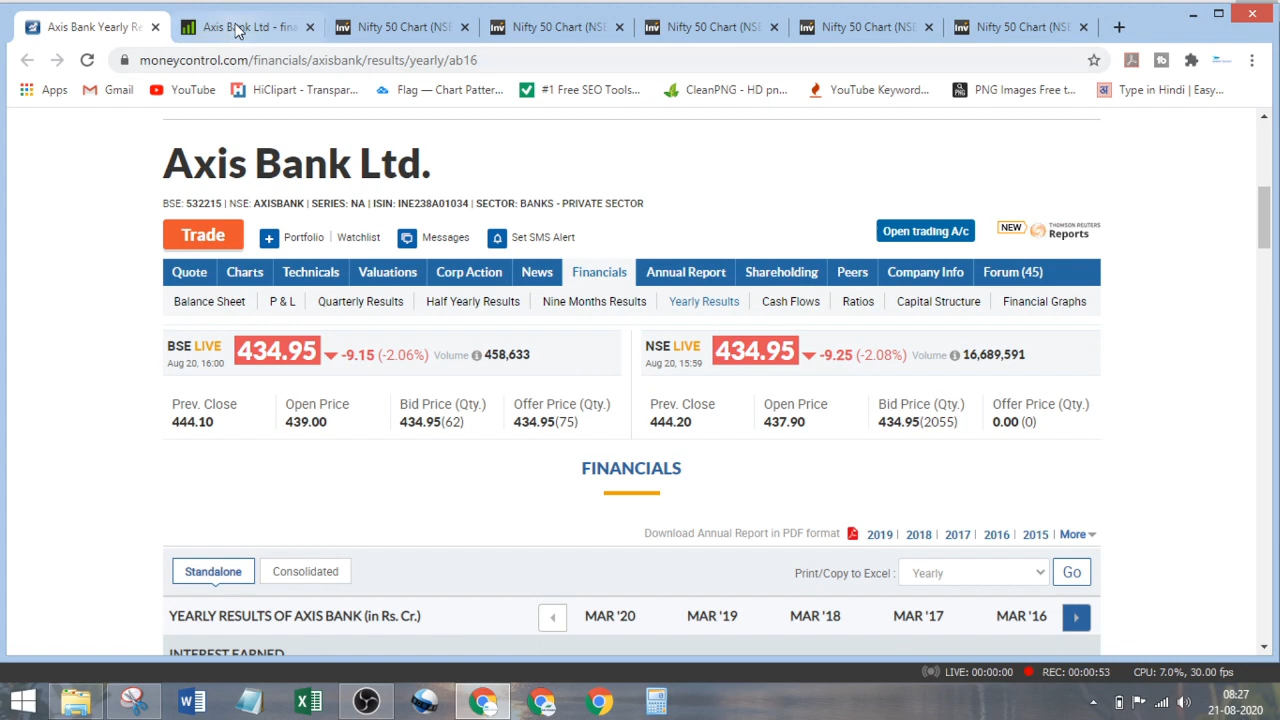 Axis Bank Yearly Re
Axis Bank Ltd - fina
Nifty 50 Chart (NSE
Nifty 50 Chart (NSE
Nifty 50 Chart (NSE
Nifty 50 Chart (NSE
Nifty 50 Chart (NSE
moneycontrol.com/financials/axisbank/results/yearly/ab16
Apps Gmail YouTube HiClipart - Transpar... Flag — Chart Patter... #1 Free SEO Tools... CleanPNG - HD pn... YouTube Keyword... PNG Images Free t... Type in Hindi | Easy...
Axis Bank Ltd.
BSE: 532215 | NSE: AXISBANK | SERIES: NA | ISIN: INE238A01034 | SECTOR: BANKS - PRIVATE SECTOR
Trade + Portfolio | Watchlist Messages Set SMS Alert Open trading A/c NEW THOMSON REUTERS Reports
Quote Charts Technicals Valuations Corp Action News Financials Annual Report Shareholding Peers Company Info Forum (45)
Balance Sheet P & L Quarterly Results Half Yearly Results Nine Months Results Yearly Results Cash Flows Ratios Capital Structure Financial Graphs
BSE LIVE 434.95 -9.15 (-2.06%) Volume 458,633
Aug 20, 16:00
NSE LIVE 434.95 -9.25 (-2.08%) Volume 16,689,591
Aug 20, 15:59
Prev. Close Open Price Bid Price (Qty.) Offer Price (Qty.)
444.10 439.00 434.95(62) 434.95(75)
Prev. Close Open Price Bid Price (Qty.) Offer Price (Qty.)
444.20 437.90 434.95(2055) 0.00 (0)
FINANCIALS
Download Annual Report in PDF format 2019 | 2018 | 2017 | 2016 | 2015 | More
Standalone Consolidated Print/Copy to Excel : Yearly Go
YEARLY RESULTS OF AXIS BANK (in Rs. Cr.) MAR '20 MAR '19 MAR '18 MAR '17 MAR '16
INTEREST EARNED
LIVE: 00:00:00 REC: 00:00:53 CPU: 7.0%, 30.00 fps
08:27
21-08-2020